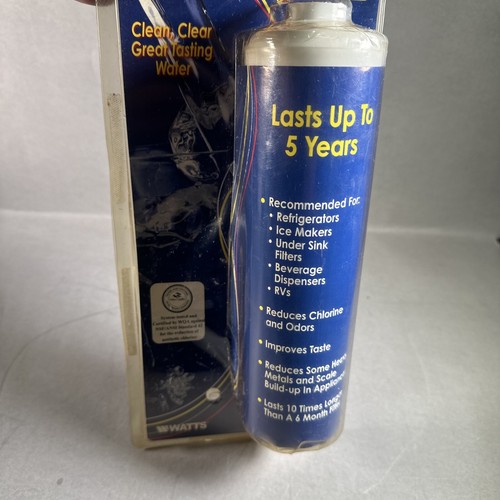 Clean, Clear
Great Tasting
Water
WATTS
Lasts Up To
5 Years
• Recommended For:
• Refrigerators
• Ice Makers
• Under Sink
Filters
• Beverage
Dispensers
• RVs
• Reduces Chlorine
and Odors
• Improves Taste
• Reduces Some
Metals and Scale
Build-up In
• Lasts 10 Times
Than A 6 Month